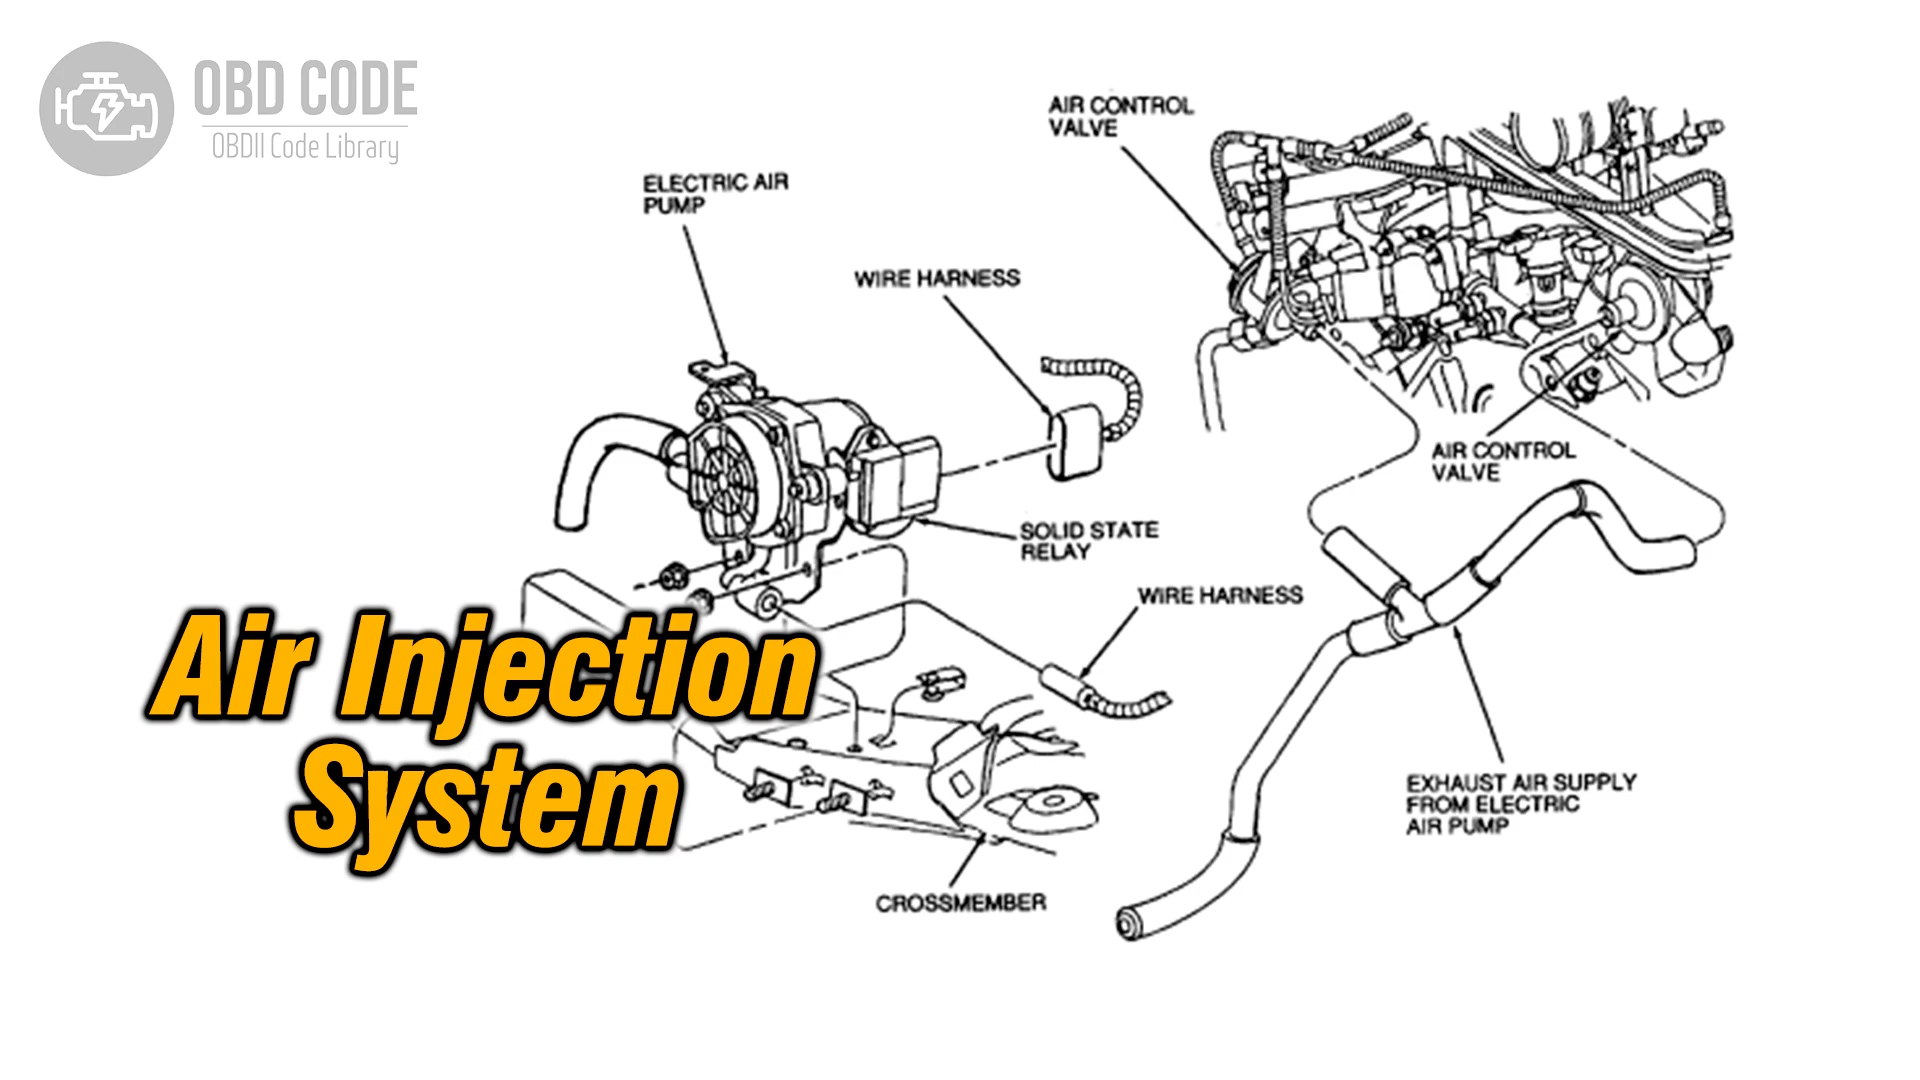 OBD CODE
OBDII Code Library
AIR CONTROL
VALVE
ELECTRIC AIR
PUMP
WIRE HARNESS
AIR CONTROL
VALVE
SOLID STATE
RELAY
WIRE HARNESS
Air Injection
System
EXHAUST AIR SUPPLY
FROM ELECTRIC
AIR PUMP
CROSSMEMBER